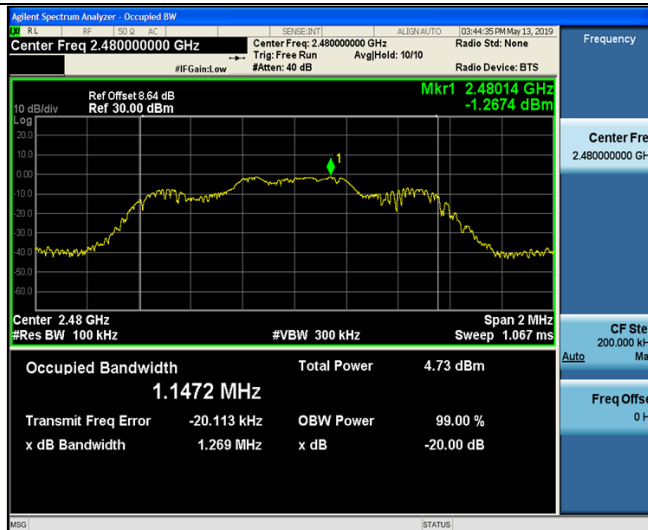 Agilent Spectrum Analyzer - Occupied BW
RL RF 50 Ω AC SENSE:INT ALIGN AUTO 03:44:35 PM May 13, 2019
Center Freq 2.480000000 GHz
Center Freq: 2.480000000 GHz
Radio Std: None
Trig: Free Run Avg|Hold: 10/10
#IFGain:Low #Atten: 40 dB Radio Device: BTS
Frequency
Mkr1 2.48014 GHz
-1.2674 dBm
Ref Offset 8.64 dB
10 dB/div Ref 30.00 dBm
Log
20.0
10.0
0.00
-10.0
-20.0
-30.0
-40.0
-50.0
-60.0
1
Center 2.48 GHz Span 2 MHz
#Res BW 100 kHz #VBW 300 kHz Sweep 1.067 ms
Occupied Bandwidth Total Power 4.73 dBm
1.1472 MHz
Transmit Freq Error -20.113 kHz OBW Power 99.00 %
x dB Bandwidth 1.269 MHz x dB -20.00 dB
Center Fre
2.480000000 GH
CF Ste
200.000 kH
Auto Ma
Freq Offse
0 H
MSG STATUS